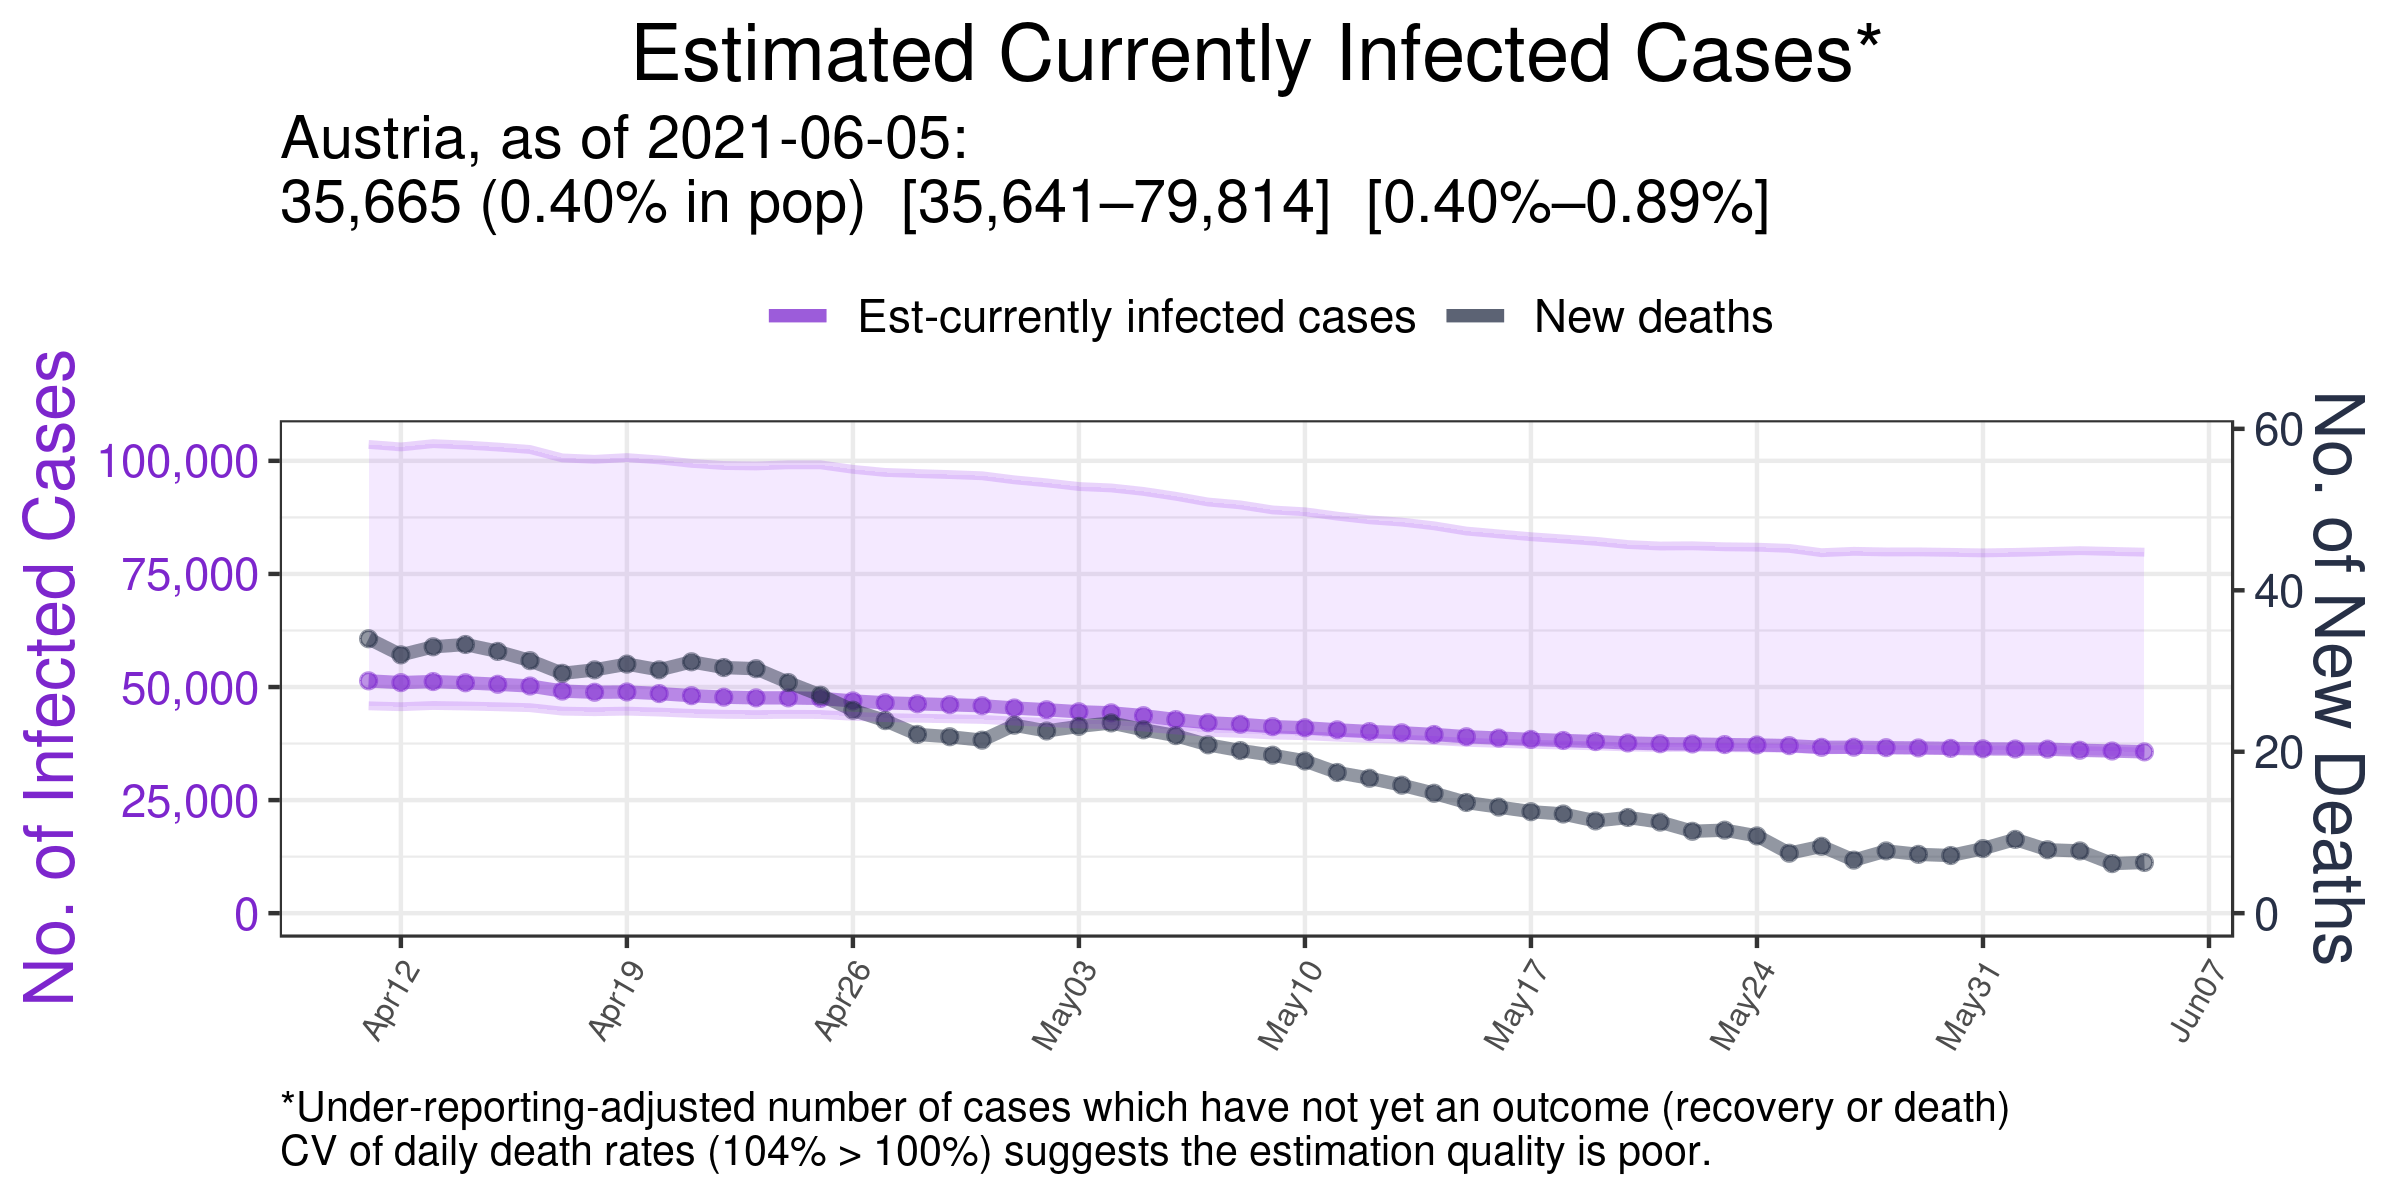 Estimated Currently Infected Cases*
Austria, as of 2021-06-05:
35,665 (0.40% in pop)  [35,641–79,814]  [0.40%–0.89%]
Est-currently infected cases
New deaths
No. of Infected Cases
100,000
75,000
50,000
25,000
0
60
40
20
0
No. of New Deaths
Apr12
Apr19
Apr26
May03
May10
May17
May24
May31
Jun07
*Under-reporting-adjusted number of cases which have not yet an outcome (recovery or death)
CV of daily death rates (104% > 100%) suggests the estimation quality is poor.